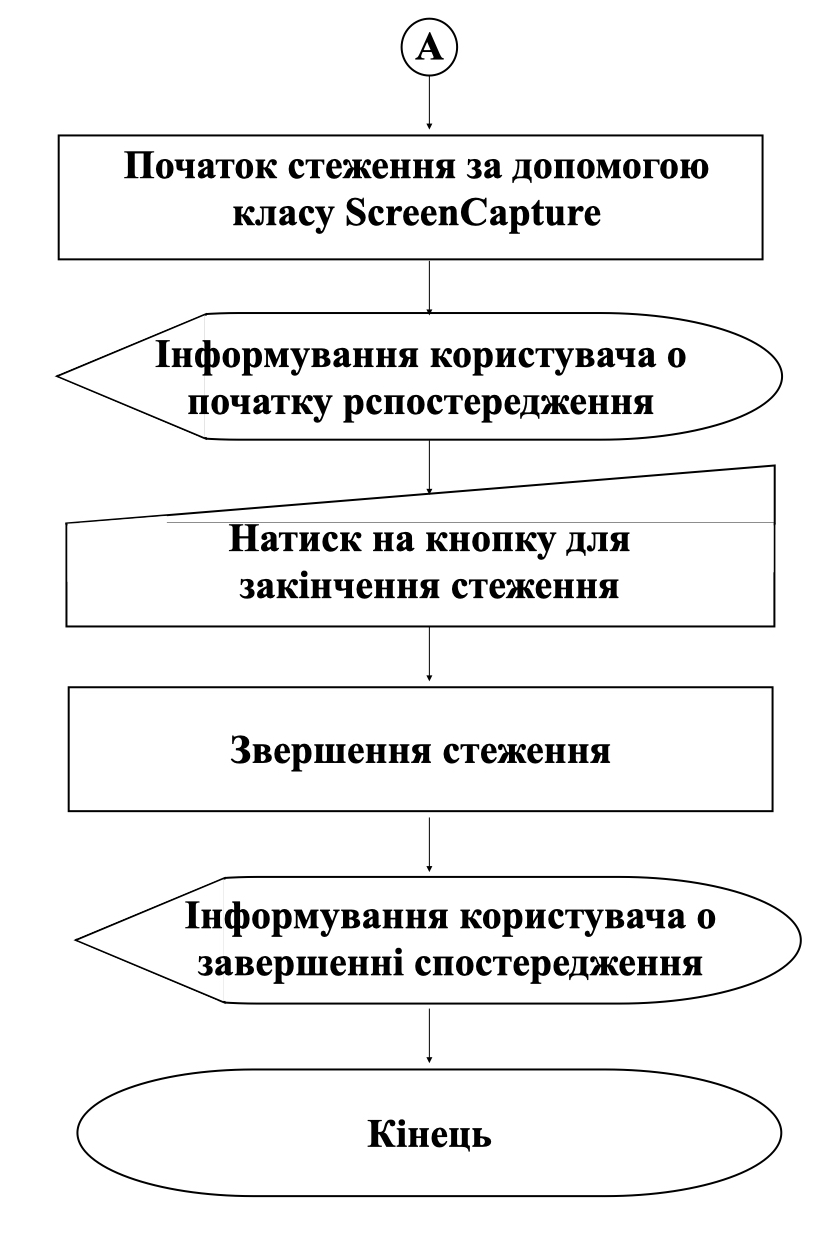 А
Початок стеження за допомогою
класу ScreenCapture
Інформування користувача о
початку рспостередження
Натиск на кнопку для
закінчення стеження
Звершення стеження
Інформування користувача о
завершенні спостередження
Кінець